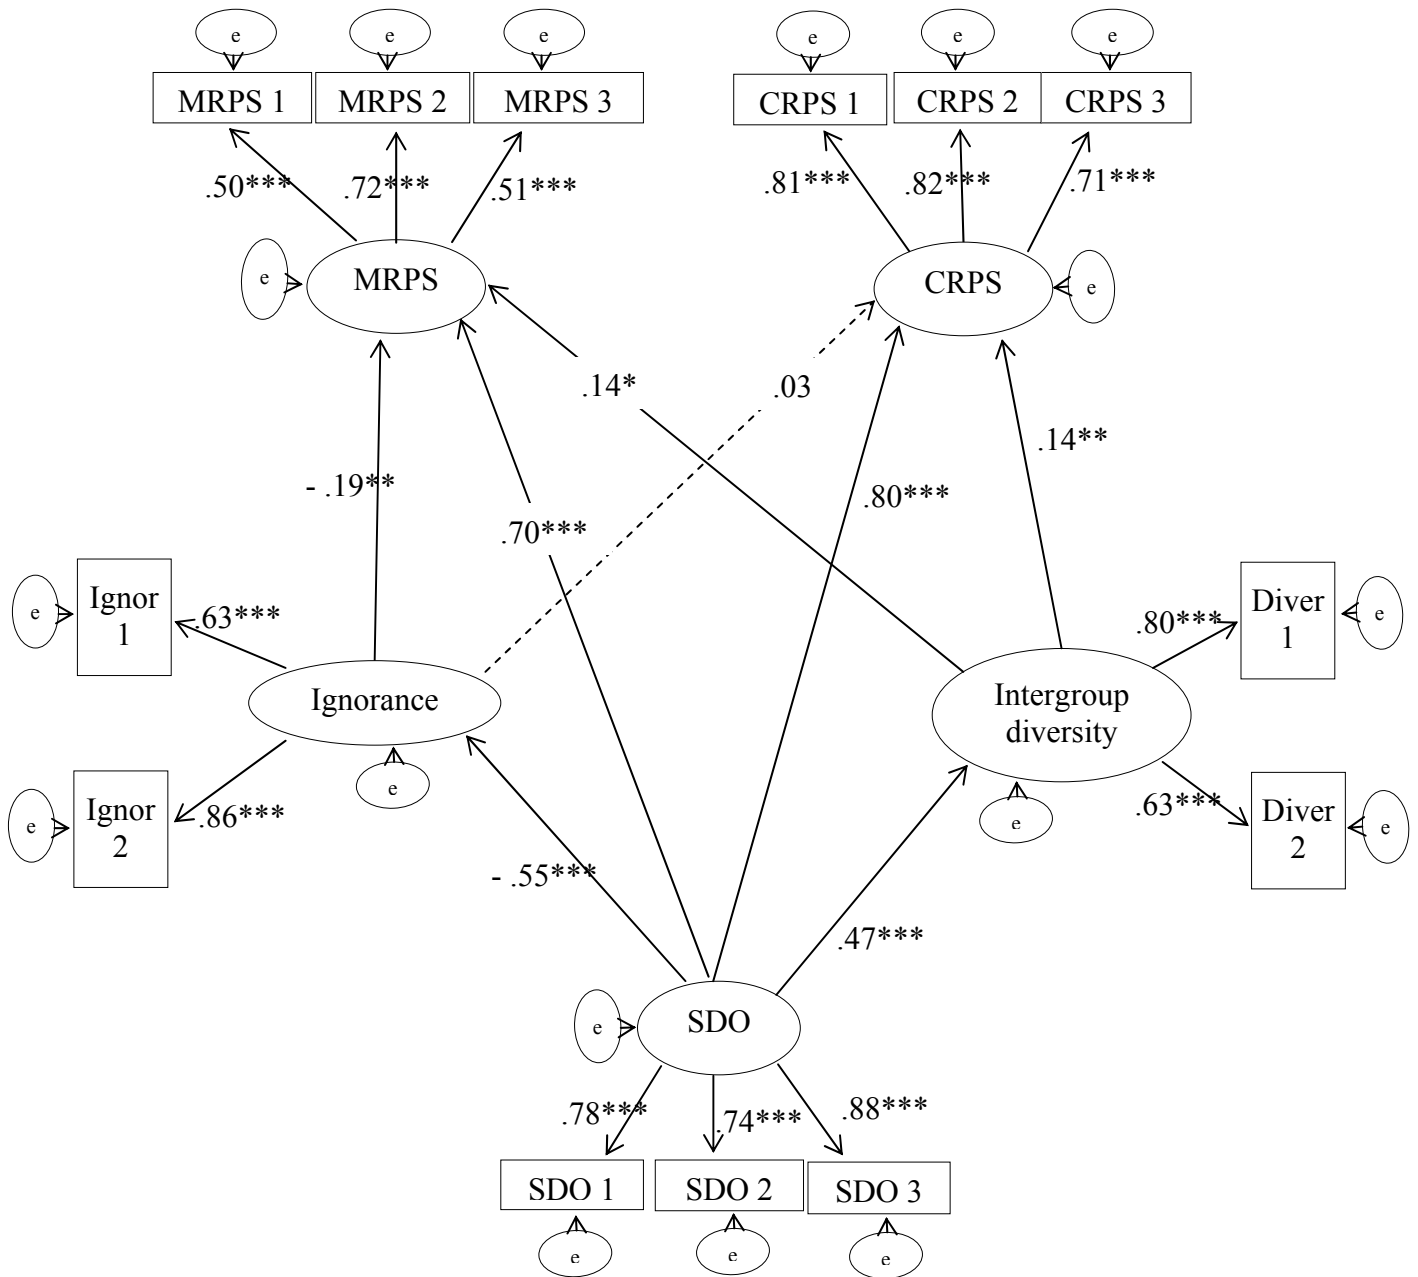 e e e e e e
MRPS 1 MRPS 2 MRPS 3 CRPS 1 CRPS 2 CRPS 3
.50*** .72*** .51*** .81*** .82*** .71***
e MRPS CRPS e
.14* .03
.14**
- .19** .80***
.70***
e Ignor 1 .63*** .80*** Diver 1 e
Ignorance Intergroup
diversity
e e
e Ignor 2 .86*** .63*** Diver 2 e
- .55***
.47***
e SDO
.78*** .74*** .88***
SDO 1 SDO 2 SDO 3
e e e